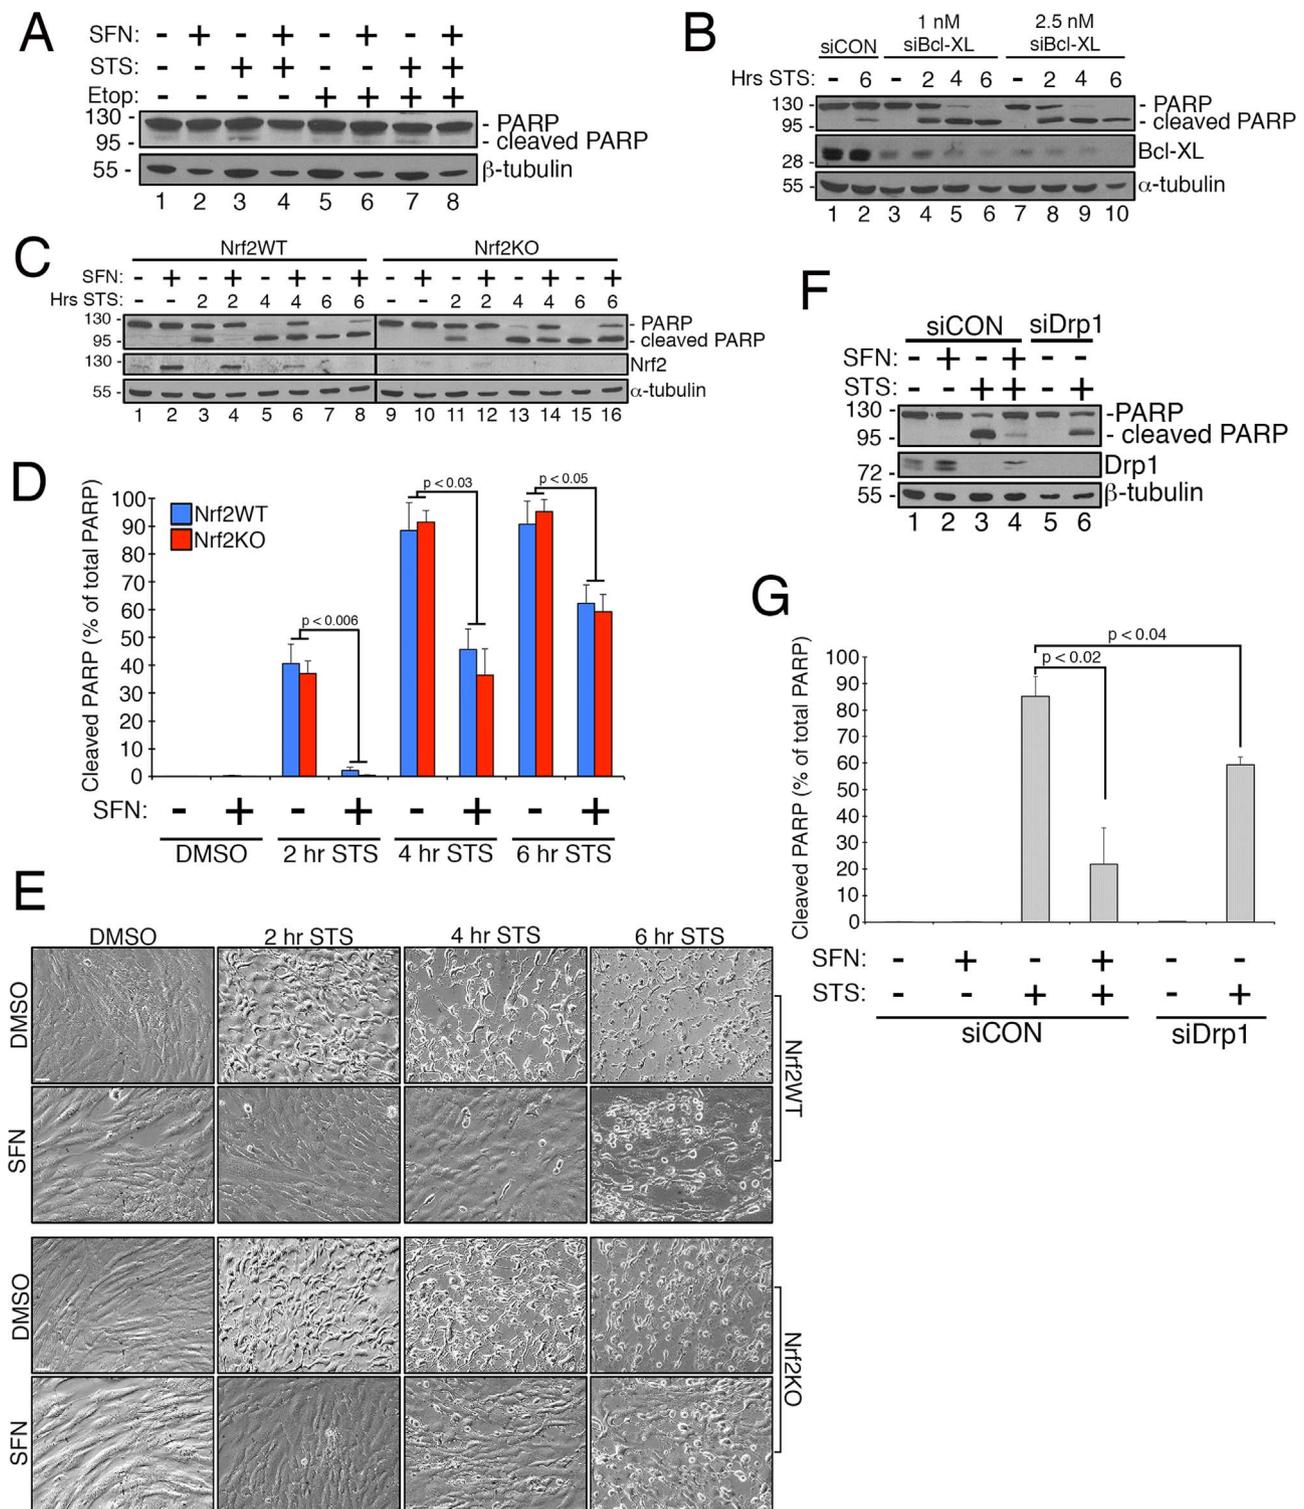 A
SFN: - + - + - + - +
STS: - - + + - - + +
Etop: - - - - + + + +
130 -
- PARP
95 -
- cleaved PARP
55 -
β-tubulin
1 2 3 4 5 6 7 8
B
1 nM 2.5 nM
siCON siBcl-XL siBcl-XL
Hrs STS: - 6 - 2 4 6 - 2 4 6
130 -
- PARP
95 -
- cleaved PARP
28 -
Bcl-XL
55 -
α-tubulin
1 2 3 4 5 6 7 8 9 10
C
Nrf2WT Nrf2KO
SFN: - + - + - + - + - + - + - + - +
Hrs STS: - - 2 2 4 4 6 6 - - 2 2 4 4 6 6
130 -
- PARP
95 -
- cleaved PARP
130 -
Nrf2
55 -
α-tubulin
1 2 3 4 5 6 7 8 9 10 11 12 13 14 15 16
D
Cleaved PARP (% of total PARP)
100
90
80
70
60
50
40
30
20
10
0
Nrf2WT
Nrf2KO
p < 0.006
p < 0.03
p < 0.05
SFN: - + - + - + - +
DMSO 2 hr STS 4 hr STS 6 hr STS
E
DMSO 2 hr STS 4 hr STS 6 hr STS
DMSO
SFN
Nrf2WT
DMSO
SFN
Nrf2KO
F
siCON siDrp1
SFN: - + - + - -
STS: - - + + - +
130 -
-PARP
95 -
- cleaved PARP
72 -
Drp1
55 -
β-tubulin
1 2 3 4 5 6
G
Cleaved PARP (% of total PARP)
100
90
80
70
60
50
40
30
20
10
0
p < 0.04
p < 0.02
SFN: - + - + - -
STS: - - + + - +
siCON siDrp1